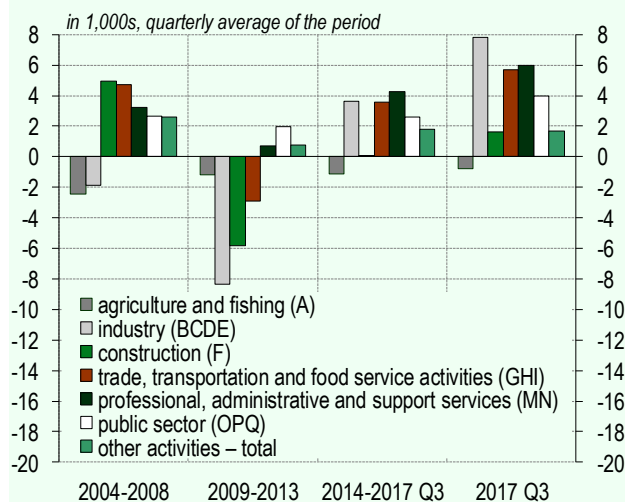 in 1,000s, quarterly average of the period
8 8
6 6
4 4
2 2
0 0
-2 -2
-4 -4
-6 -6
-8 -8
-10 -10
-12 -12
-14 -14
-16 -16
-18 -18
-20 -20
agriculture and fishing (A)
industry (BCDE)
construction (F)
trade, transportation and food service activities (GHI)
professional, administrative and support services (MN)
public sector (OPQ)
other activities – total
2004-2008 2009-2013 2014-2017 Q3 2017 Q3